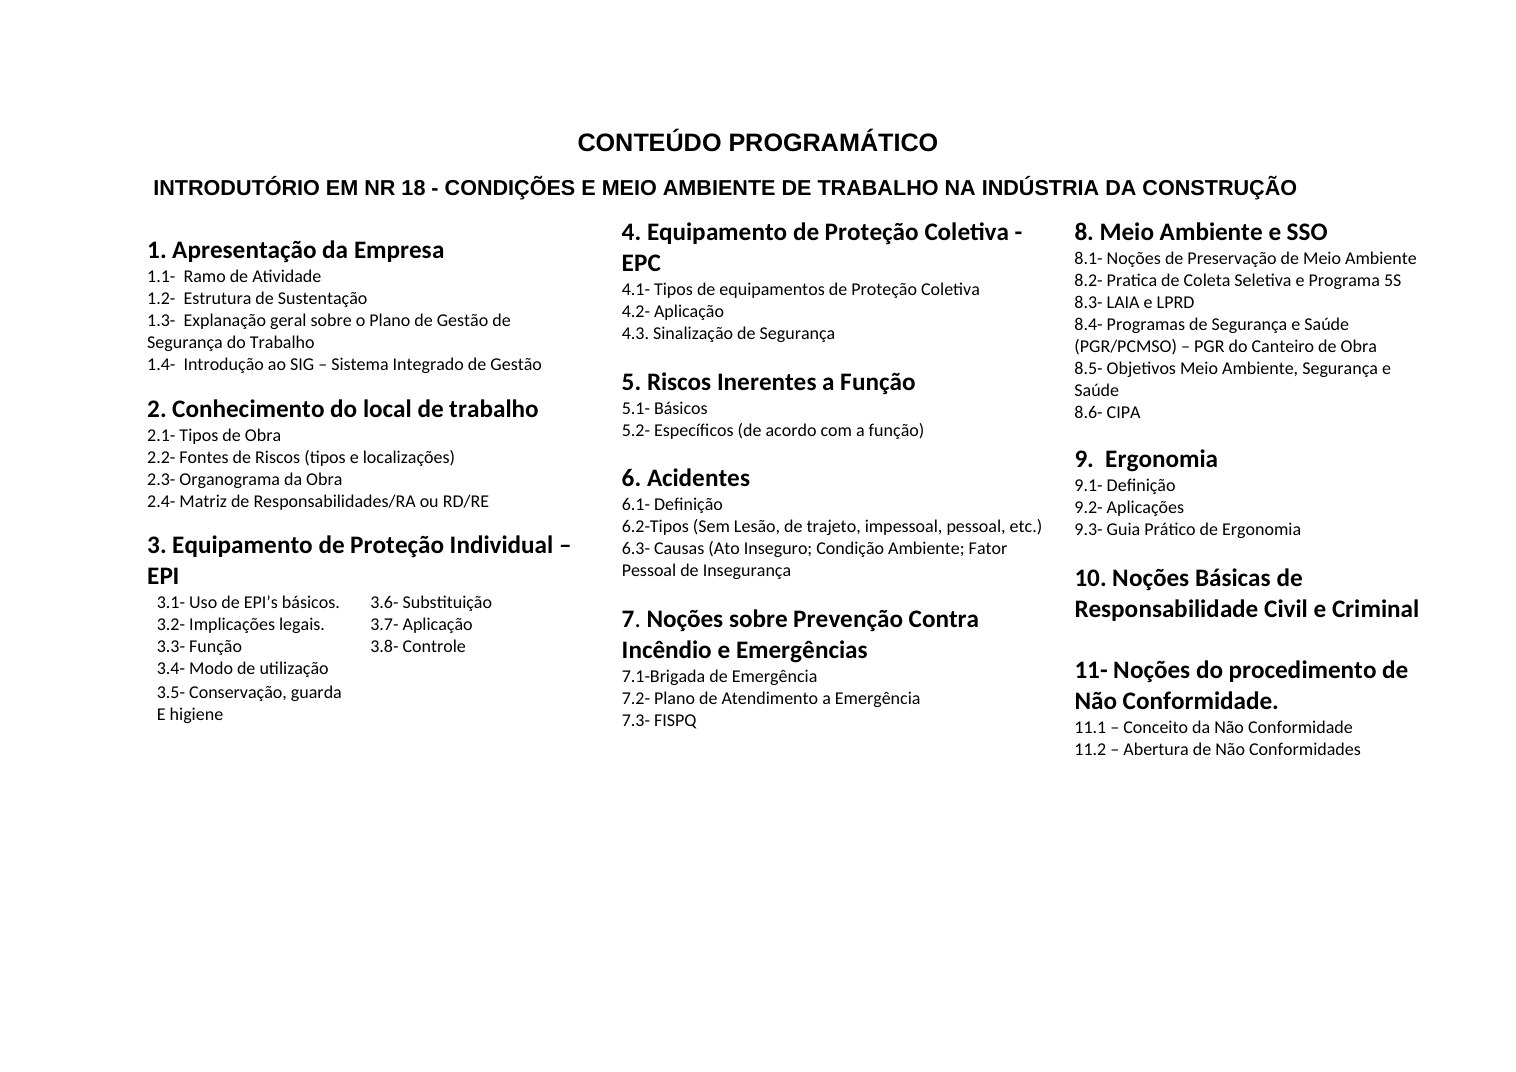 CONTEÚDO PROGRAMÁTICO
INTRODUTÓRIO EM NR 18 - CONDIÇÕES E MEIO AMBIENTE DE TRABALHO NA INDÚSTRIA DA CONSTRUÇÃO
1. Apresentação da Empresa
1.1-  Ramo de Atividade
1.2-  Estrutura de Sustentação
1.3-  Explanação geral sobre o Plano de Gestão de
Segurança do Trabalho
1.4-  Introdução ao SIG – Sistema Integrado de Gestão
2. Conhecimento do local de trabalho
2.1- Tipos de Obra
2.2- Fontes de Riscos (tipos e localizações)
2.3- Organograma da Obra
2.4- Matriz de Responsabilidades/RA ou RD/RE
3. Equipamento de Proteção Individual –
EPI
3.1- Uso de EPI’s básicos.
3.2- Implicações legais.
3.3- Função
3.4- Modo de utilização
3.5- Conservação, guarda
E higiene
3.6- Substituição
3.7- Aplicação
3.8- Controle
4. Equipamento de Proteção Coletiva -
EPC
4.1- Tipos de equipamentos de Proteção Coletiva
4.2- Aplicação
4.3. Sinalização de Segurança
5. Riscos Inerentes a Função
5.1- Básicos
5.2- Específicos (de acordo com a função)
6. Acidentes
6.1- Definição
6.2-Tipos (Sem Lesão, de trajeto, impessoal, pessoal, etc.)
6.3- Causas (Ato Inseguro; Condição Ambiente; Fator
Pessoal de Insegurança
7. Noções sobre Prevenção Contra
Incêndio e Emergências
7.1-Brigada de Emergência
7.2- Plano de Atendimento a Emergência
7.3- FISPQ
8. Meio Ambiente e SSO
8.1- Noções de Preservação de Meio Ambiente
8.2- Pratica de Coleta Seletiva e Programa 5S
8.3- LAIA e LPRD
8.4- Programas de Segurança e Saúde
(PGR/PCMSO) – PGR do Canteiro de Obra
8.5- Objetivos Meio Ambiente, Segurança e
Saúde
8.6- CIPA
9.  Ergonomia
9.1- Definição
9.2- Aplicações
9.3- Guia Prático de Ergonomia
10. Noções Básicas de
Responsabilidade Civil e Criminal
11- Noções do procedimento de
Não Conformidade.
11.1 – Conceito da Não Conformidade
11.2 – Abertura de Não Conformidades